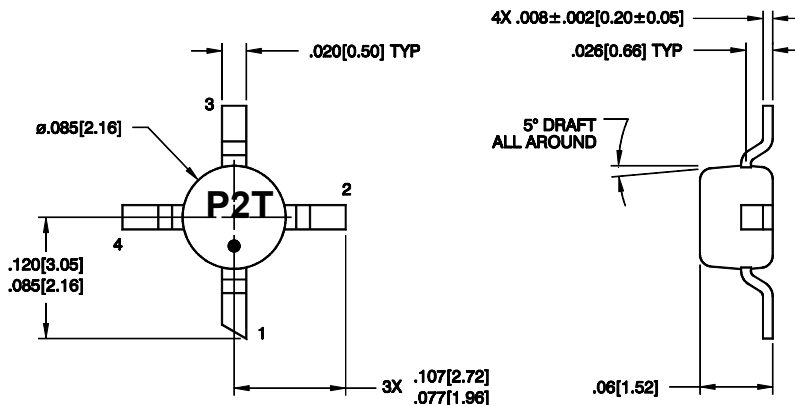 4X .008±.002[0.20±0.05]
.020[0.50] TYP
.026[0.66] TYP
3
ø.085[2.16]
5° DRAFT
ALL AROUND
P2T
2
4
.120[3.05]
.085[2.16]
1
3X .107[2.72]
.077[1.96]
.06[1.52]